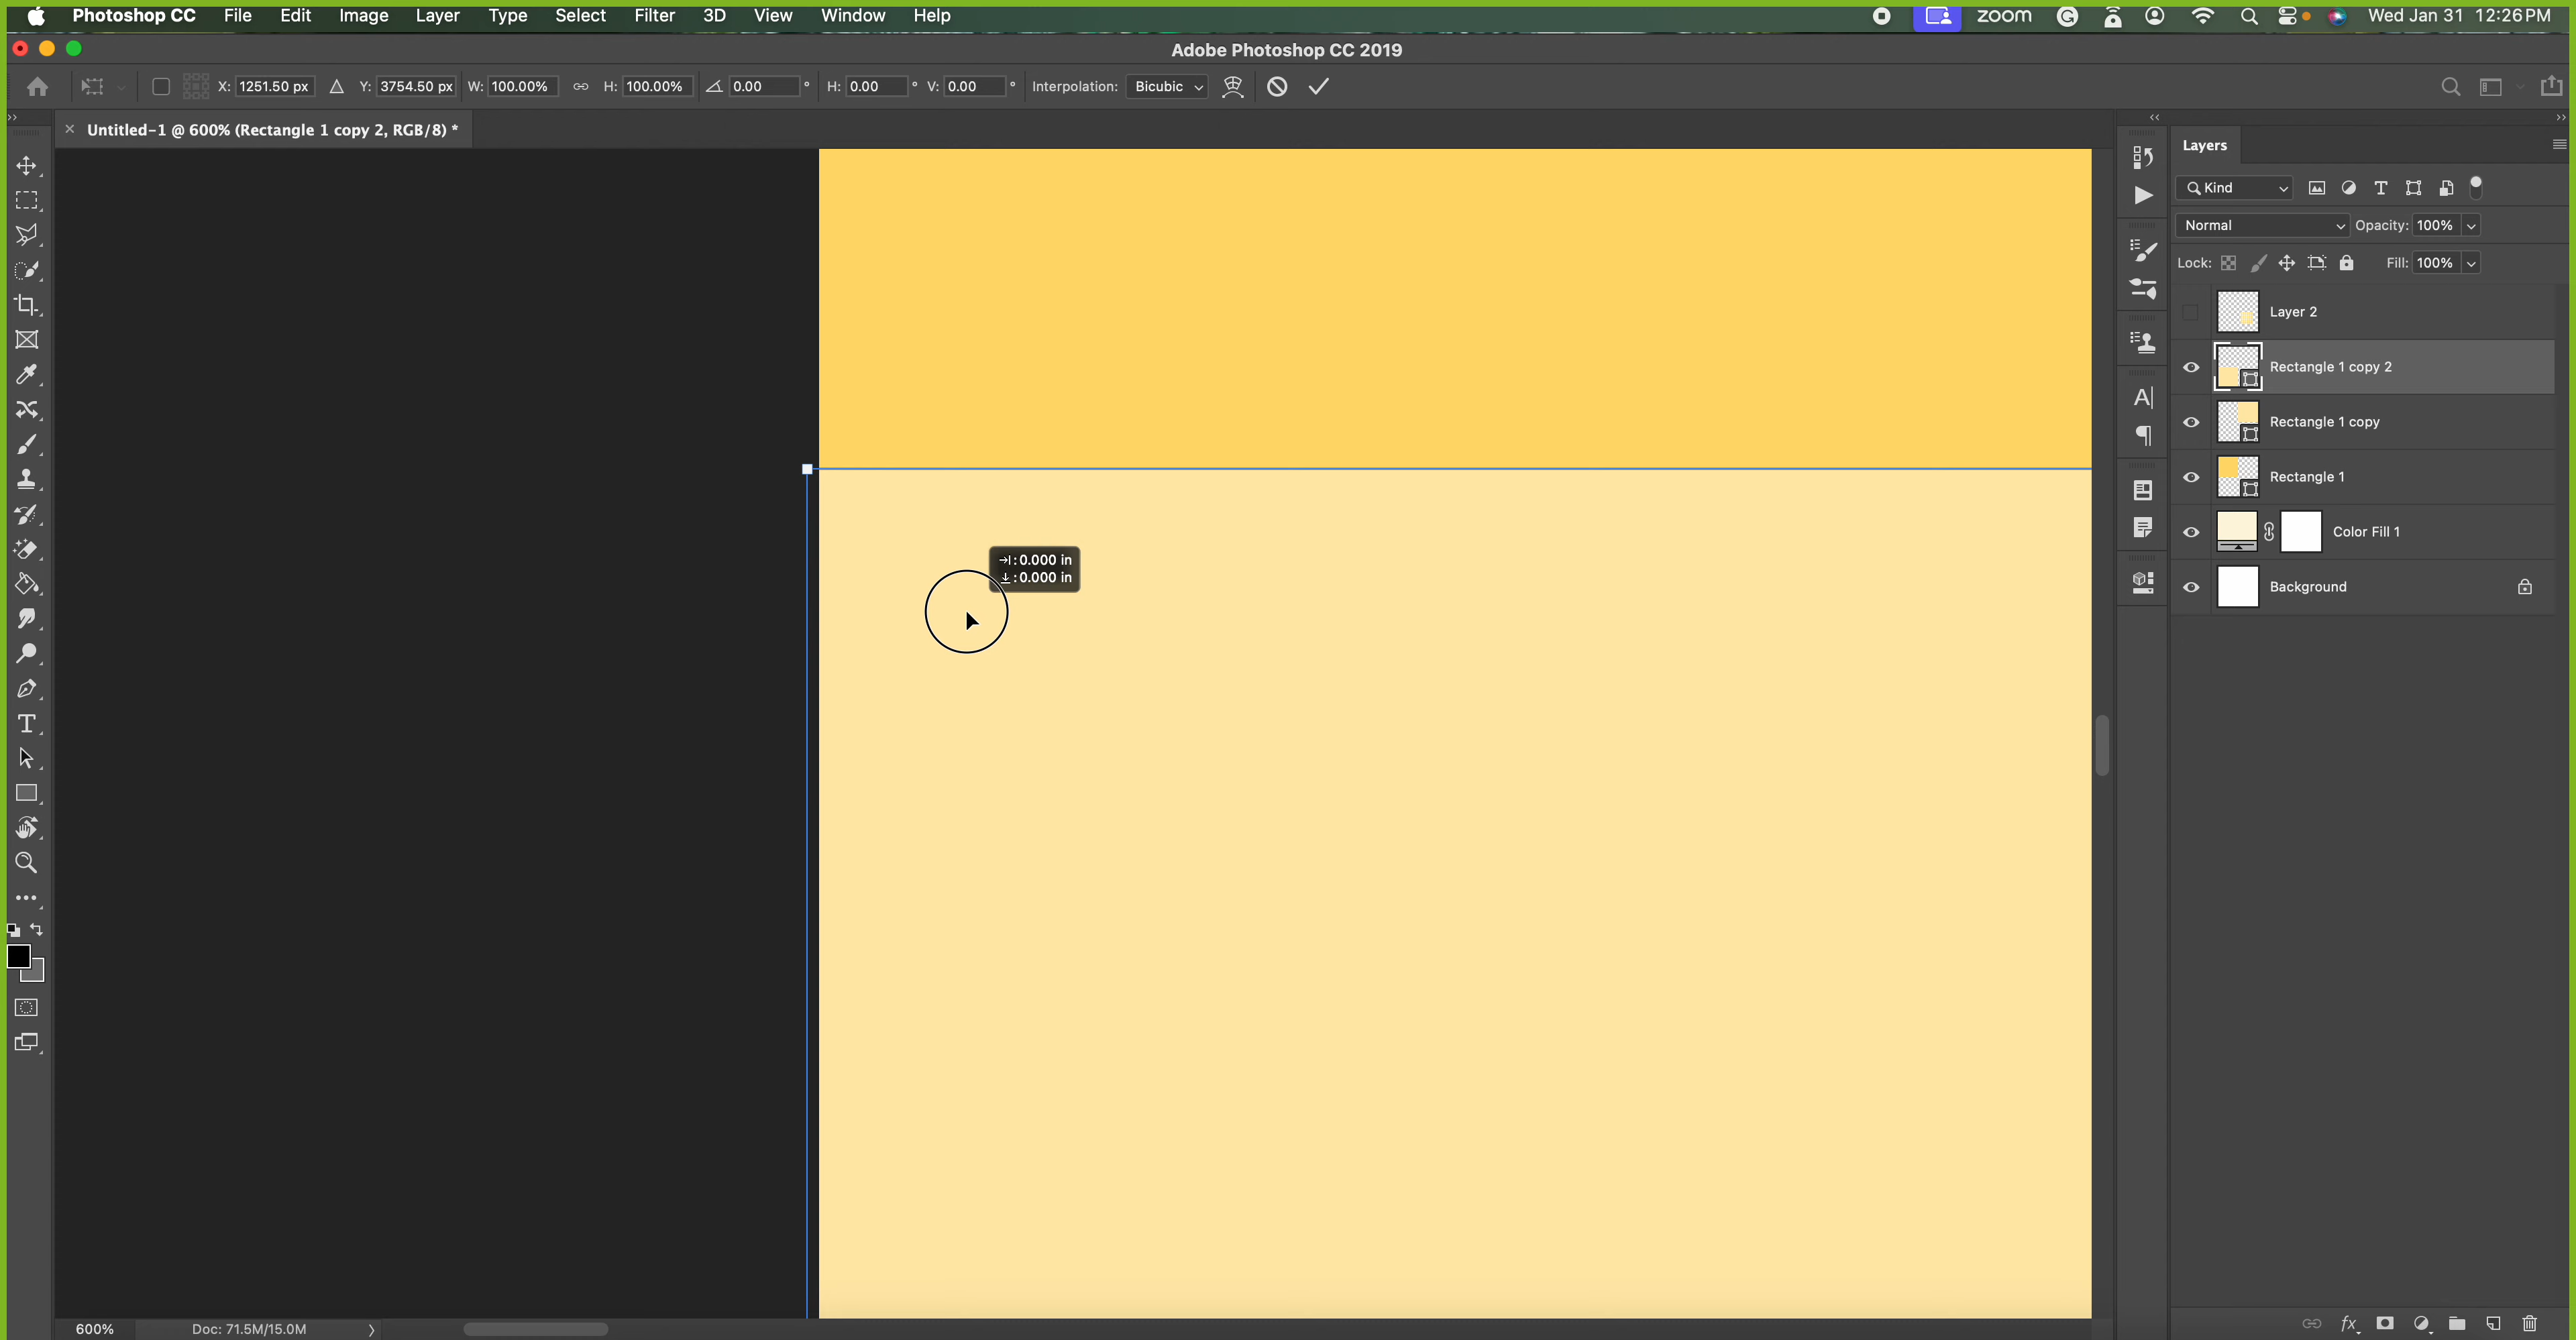 Photoshop CC File Edit Image Layer Type Select Filter 3D View Window Help zoom Wed Jan 31 12:26 PM
Adobe Photoshop CC 2019
X: 1251.50 px Y: 3754.50 px W: 100.00% H: 100.00% 0.00 ° H: 0.00 ° V: 0.00 ° Interpolation: Bicubic
× Untitled-1 @ 600% (Rectangle 1 copy 2, RGB/8) *
Layers
Kind
Normal Opacity: 100%
Lock: Fill: 100%
Layer 2
Rectangle 1 copy 2
Rectangle 1 copy
Rectangle 1
Color Fill 1
Background
: 0.000 in
: 0.000 in
600% Doc: 71.5M/15.0M
fx